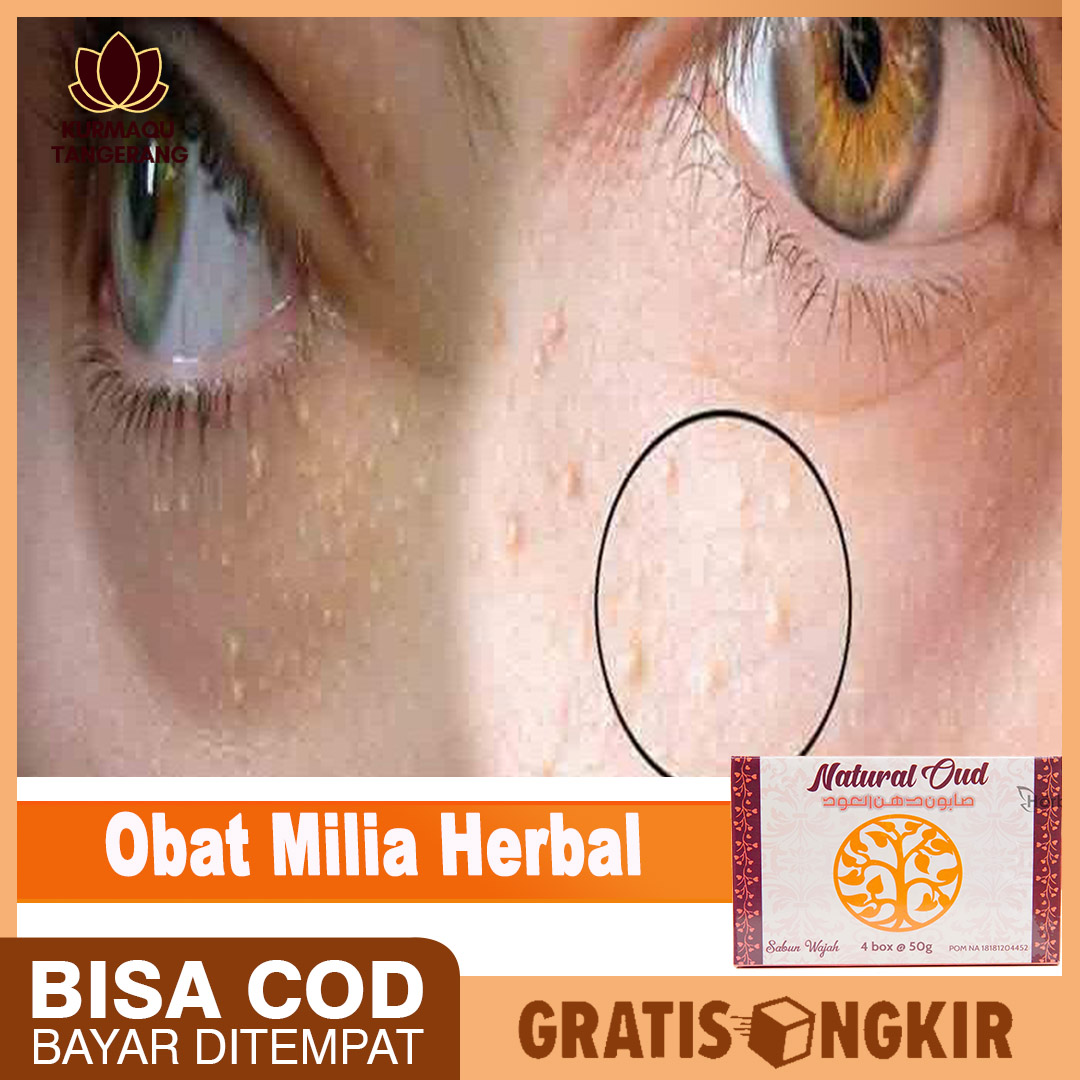 KURMAQU
TANGERANG
Natural Oud
صابون دهن العود
Herb
Obat Milia Herbal
Sabun Wajah
4 box @ 50g
POM NA 18181204452
BISA COD
BAYAR DITEMPAT
GRATIS ONGKIR